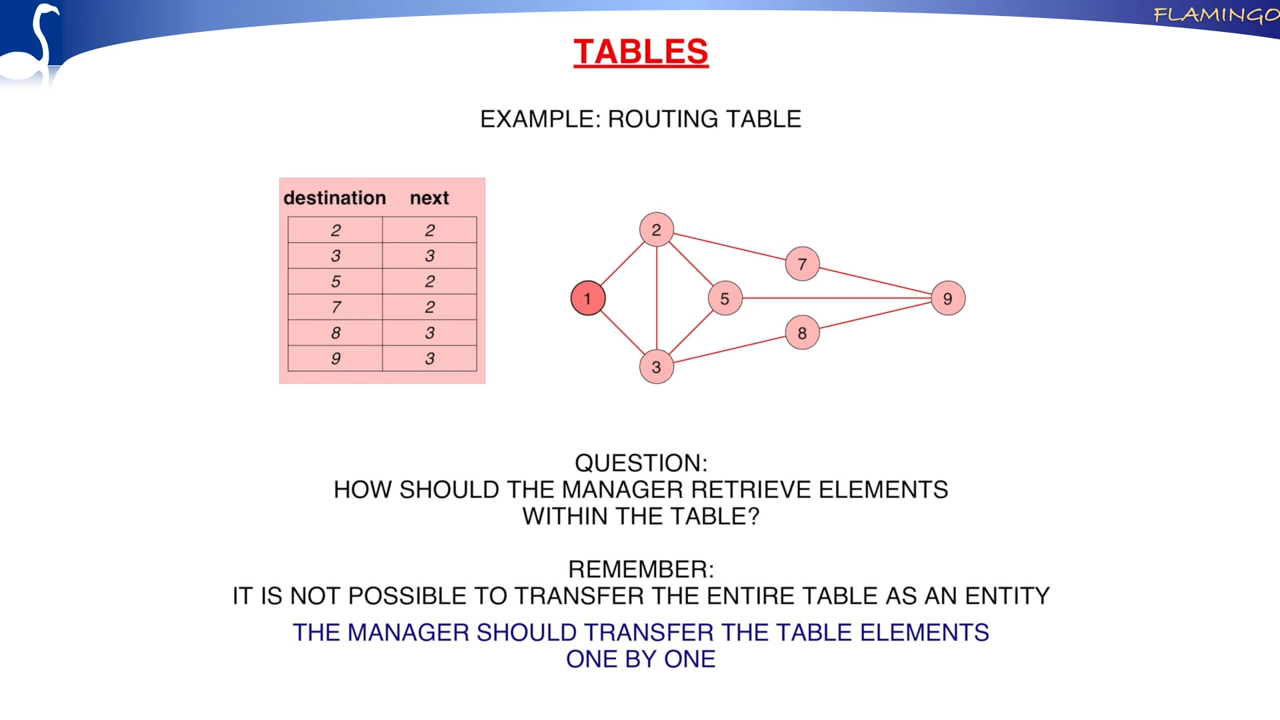 FLAMINGO
TABLES
EXAMPLE: ROUTING TABLE
destination next
2 2
3 3
5 2
7 2
8 3
9 3
1
2
3
5
7
8
9
QUESTION:
HOW SHOULD THE MANAGER RETRIEVE ELEMENTS
WITHIN THE TABLE?
REMEMBER:
IT IS NOT POSSIBLE TO TRANSFER THE ENTIRE TABLE AS AN ENTITY
THE MANAGER SHOULD TRANSFER THE TABLE ELEMENTS
ONE BY ONE